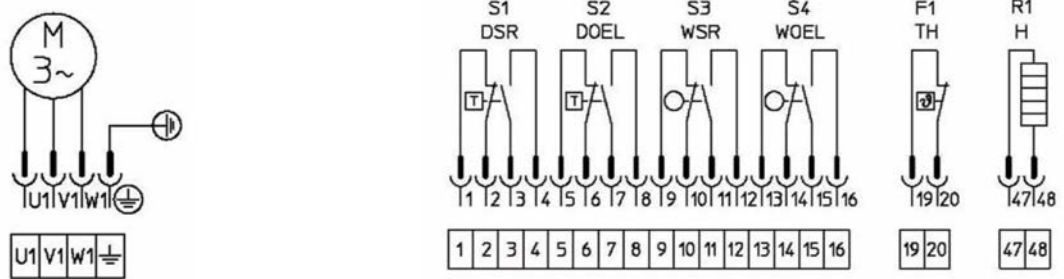 S1 S2 S3 S4 F1 R1
DSR DOEL WSR WOEL TH H
M
3~
T T ϑ
U1 V1 W1 1 2 3 4 5 6 7 8 9 10 11 12 13 14 15 16 19 20 47 48
U1 V1 W1 1 2 3 4 5 6 7 8 9 10 11 12 13 14 15 16 19 20 47 48